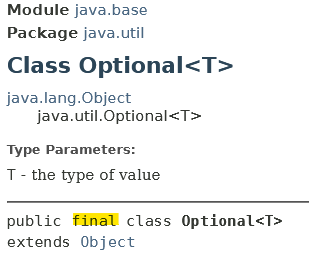 Module java.base
Package java.util
Class Optional<T>
java.lang.Object
java.util.Optional<T>
Type Parameters:
T - the type of value
public final class Optional<T>
extends Object